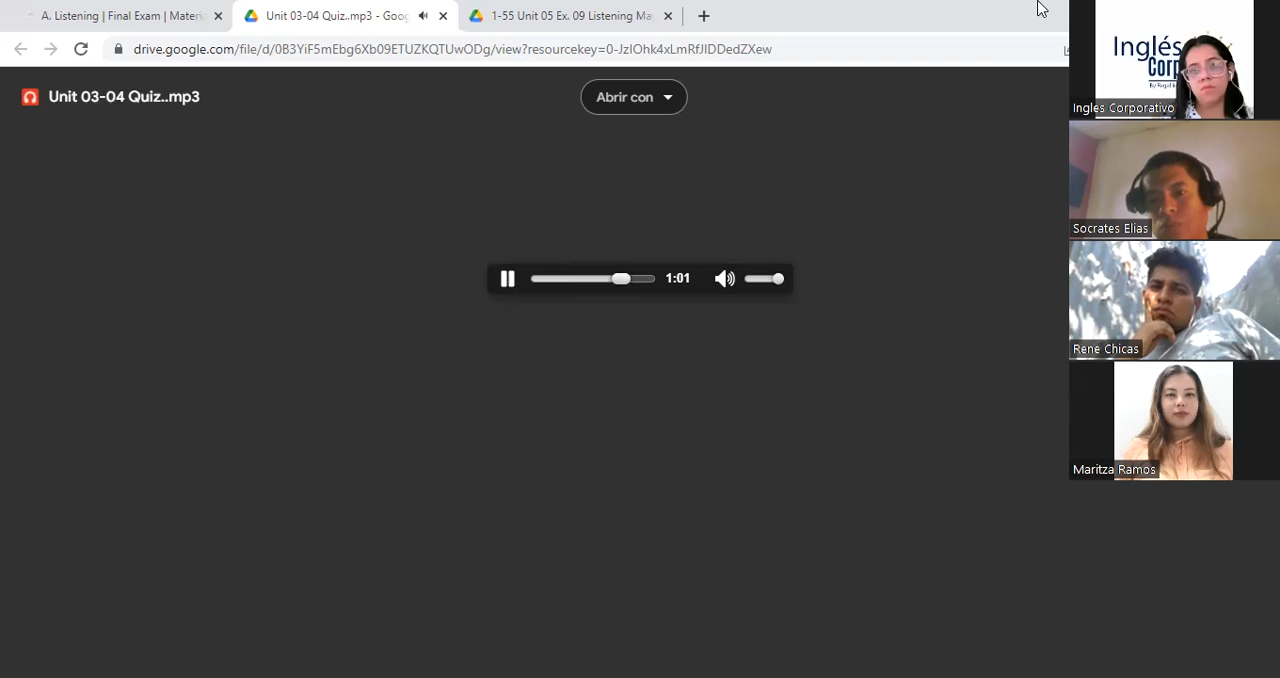 A. Listening | Final Exam | Materi
Unit 03-04 Quiz..mp3 - Goog
1-55 Unit 05 Ex. 09 Listening Ma
drive.google.com/file/d/0B3YiF5mEbg6Xb09ETUZKQTUwODg/view?resourcekey=0-JzIOhk4xLmRfJIDDedZXew
Unit 03-04 Quiz..mp3
Abrir con
1:01
Inglés
Corp
Ingles Corporativo
Socrates Elias
Rene Chicas
Maritza Ramos